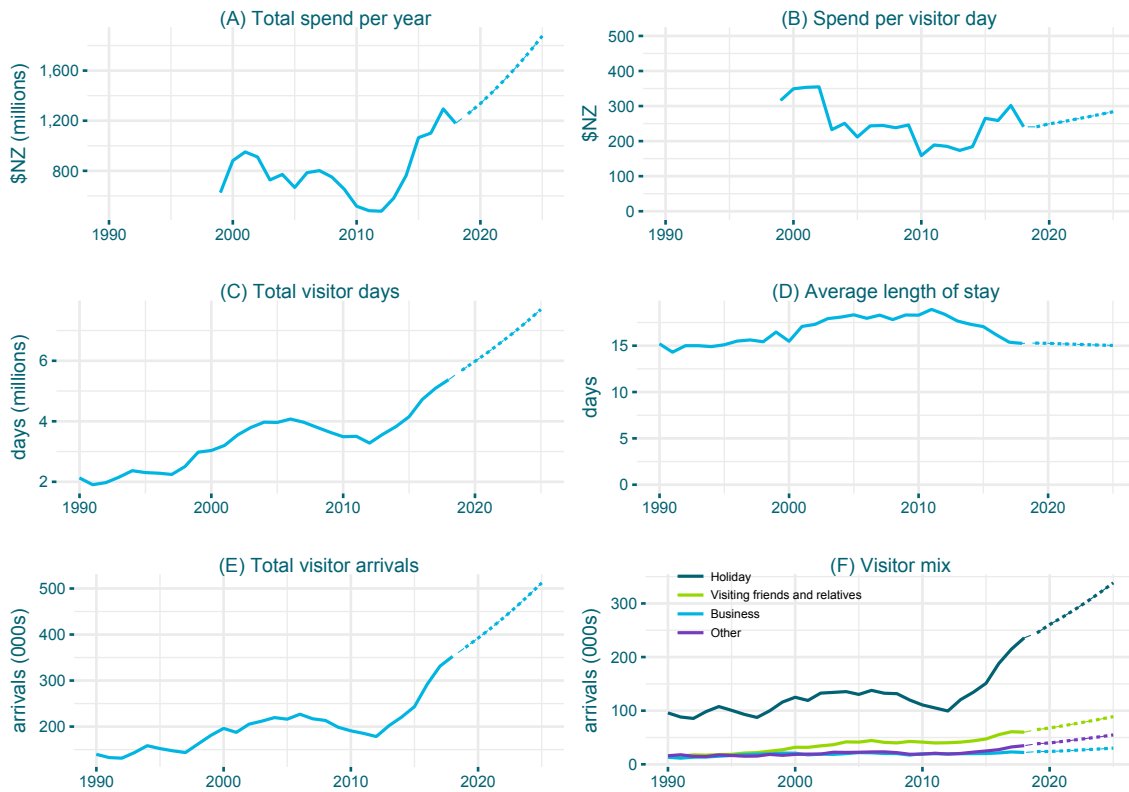 (A) Total spend per year
$NZ (millions)
1,600
1,200
800
1990 2000 2010 2020
(B) Spend per visitor day
$NZ
500
400
300
200
100
0
1990 2000 2010 2020
(C) Total visitor days
days (millions)
6
4
2
1990 2000 2010 2020
(D) Average length of stay
days
15
10
5
0
1990 2000 2010 2020
(E) Total visitor arrivals
arrivals (000s)
500
400
300
200
1990 2000 2010 2020
(F) Visitor mix
Holiday
Visiting friends and relatives
Business
Other
arrivals (000s)
300
200
100
0
1990 2000 2010 2020